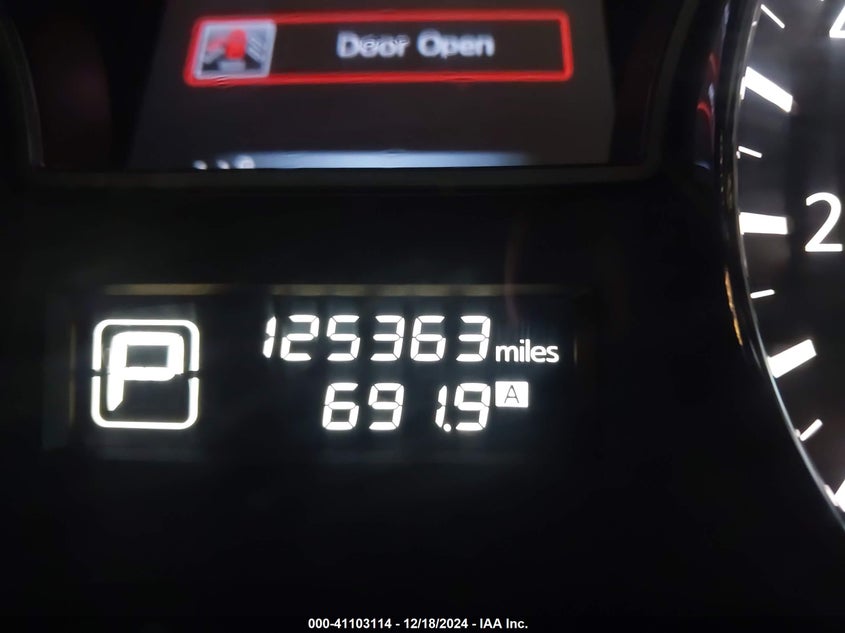 Door Open
2
P
125363 miles
691.9 A
000-41103114 - 12/18/2024 - IAA Inc.